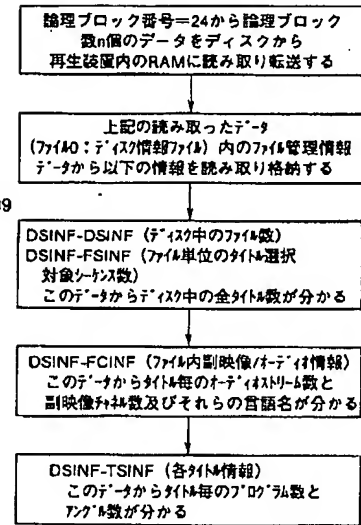 論理ブロック番号=24から論理ブロック
数n個のデータをディスクから
再生装置内のRAMに読み取り転送する
上記の読み取ったデータ
(ファイル0:ディスク情報ファイル)内のファイル管理情報
データから以下の情報を読み取り格納する
9
DSINF-DSINF (ディスク中のファイル数)
DSINF-FSINF (ファイル単位のタイトル選択
対象シーケンス数)
このデータからディスク中の全タイトル数が分かる
DSINF-FCINF (ファイル内副映像/オーディオ情報)
このデータからタイトル毎のオーディオストリーム数と
副映像チャネル数及びそれらの言語名が分かる
DSINF-TSINF (各タイトル情報)
このデータからタイトル毎のプログラム数と
アングル数が分かる